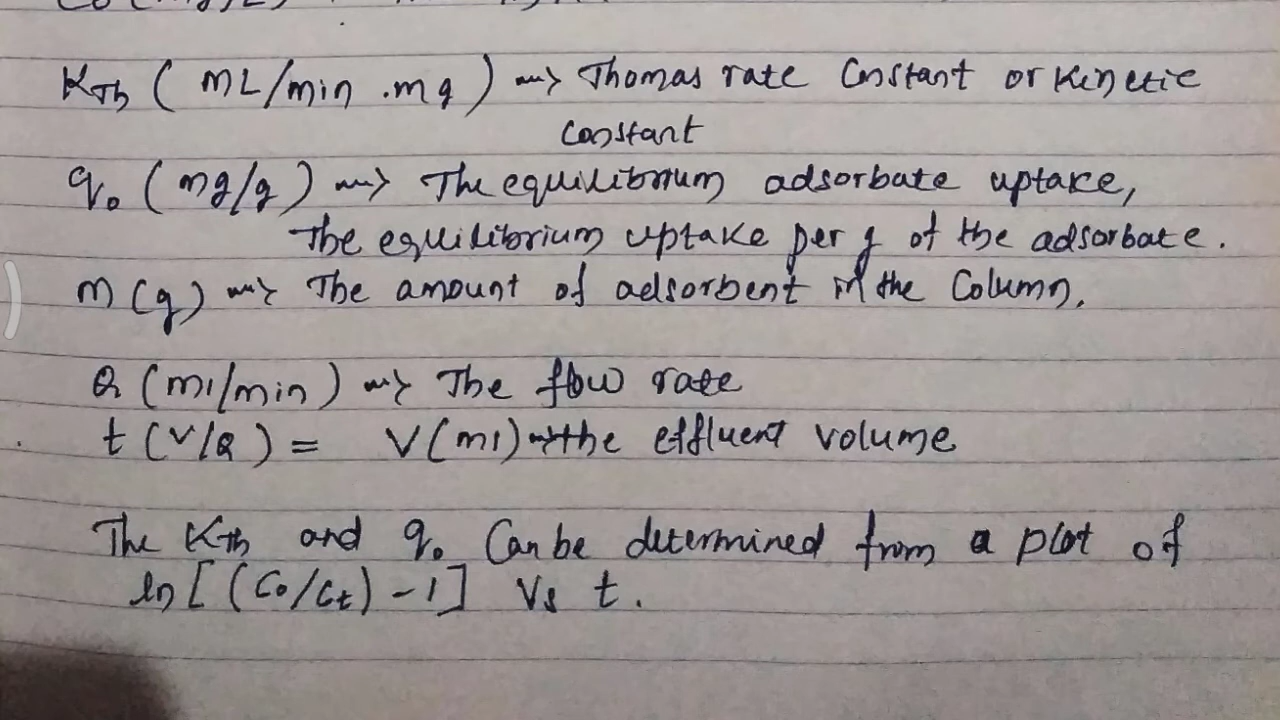 K_Th ( mL/min .mg ) ⇝ Thomas rate Constant or Kinetic
Constant
q₀ (mg/g) ⇝ The equilibrium adsorbate uptake,
The equilibrium uptake per g of the adsorbate.
m (g) ⇝ The amount of adsorbent in the Column.
Q (ml/min) ⇝ The flow rate
t (V/Q) = V(ml) ⇝ the effluent volume
The K_Th and q₀ Can be determined from a plot of
ln [ (C₀/Cₜ) - 1 ] Vs t.